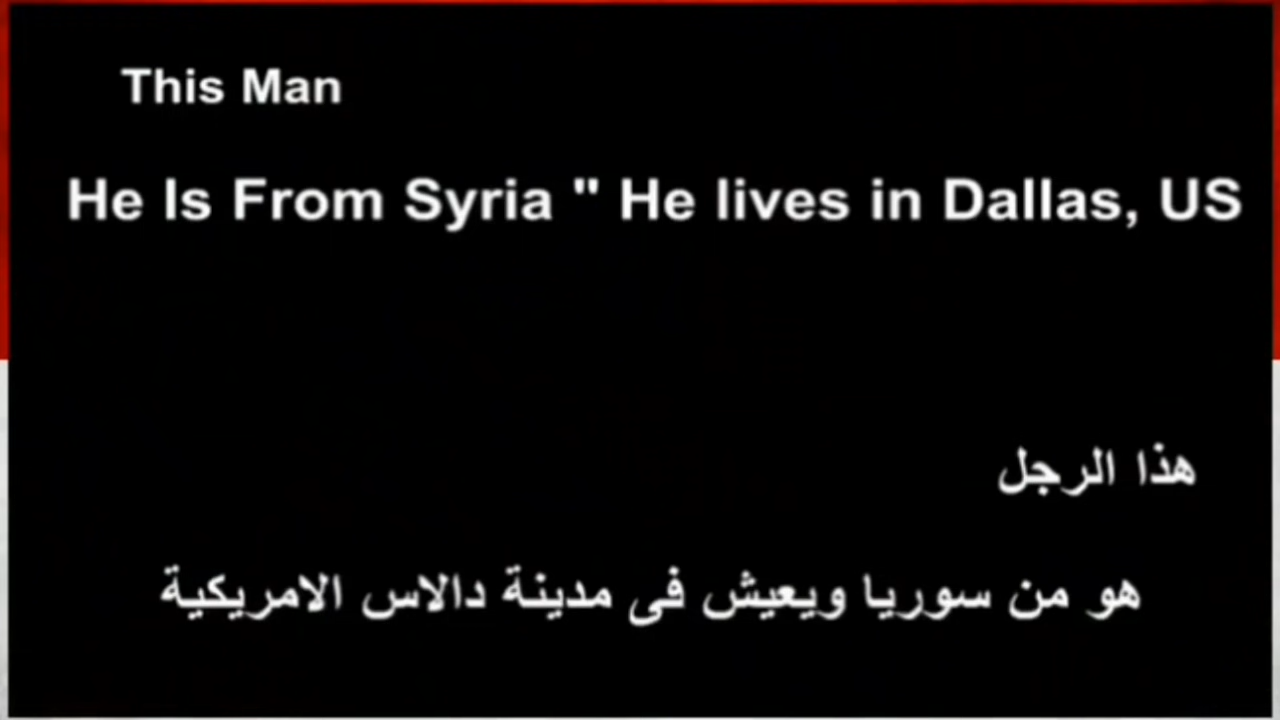 This Man
He Is From Syria " He lives in Dallas, US
هذا الرجل
هو من سوريا ويعيش فى مدينة دالاس الامريكية